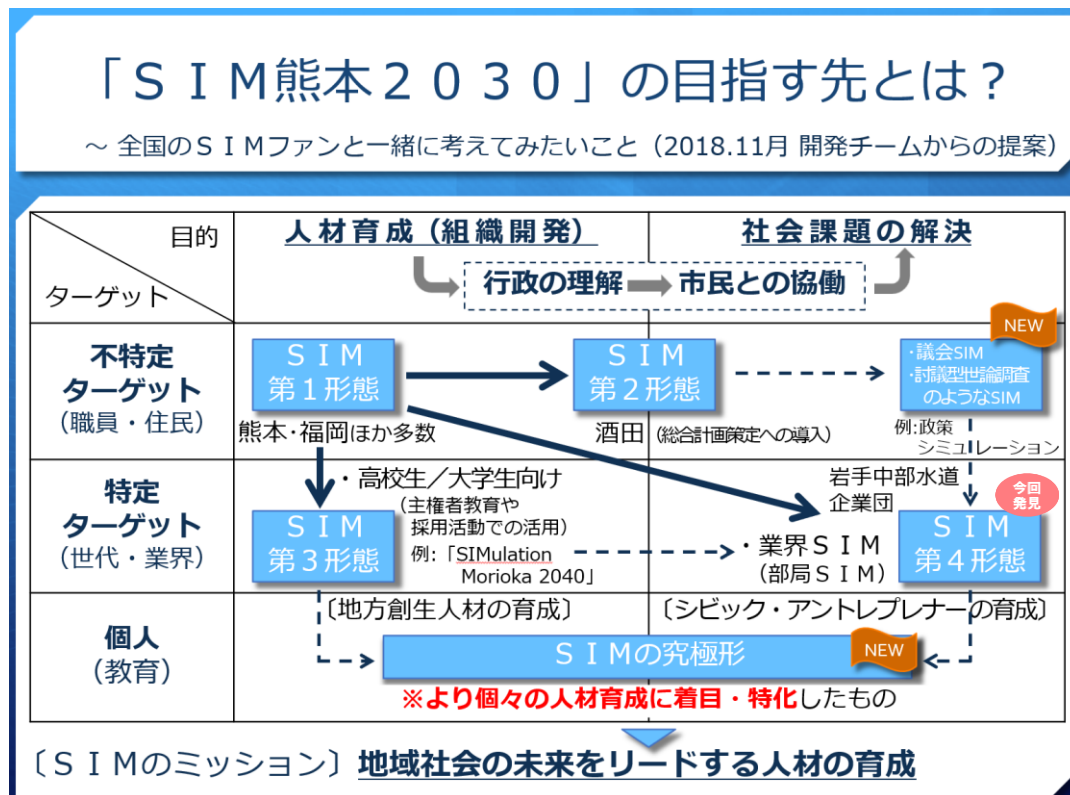 「ＳＩＭ熊本２０３０」の目指す先とは？
～ 全国のＳＩＭファンと一緒に考えてみたいこと（2018.11月 開発チームからの提案）
目的
ターゲット
人材育成（組織開発）
社会課題の解決
行政の理解
市民との協働
不特定
ターゲット
（職員・住民）
ＳＩＭ
第１形態
熊本・福岡ほか多数
ＳＩＭ
第２形態
酒田（総合計画策定への導入）
NEW
・議会SIM
・討議型世論調査
のようなSIM
例:政策
シミュレーション
特定
ターゲット
（世代・業界）
・高校生／大学生向け
（主権者教育や
採用活動での活用）
例:「SIMulation
Morioka 2040」
ＳＩＭ
第３形態
岩手中部水道
企業団
・業界ＳＩＭ
（部局ＳＩＭ）
今回
発見
ＳＩＭ
第４形態
個人
（教育）
〔地方創生人材の育成〕
〔シビック・アントレプレナーの育成〕
ＳＩＭの究極形
NEW
※より個々の人材育成に着目・特化したもの
〔ＳＩＭのミッション〕地域社会の未来をリードする人材の育成